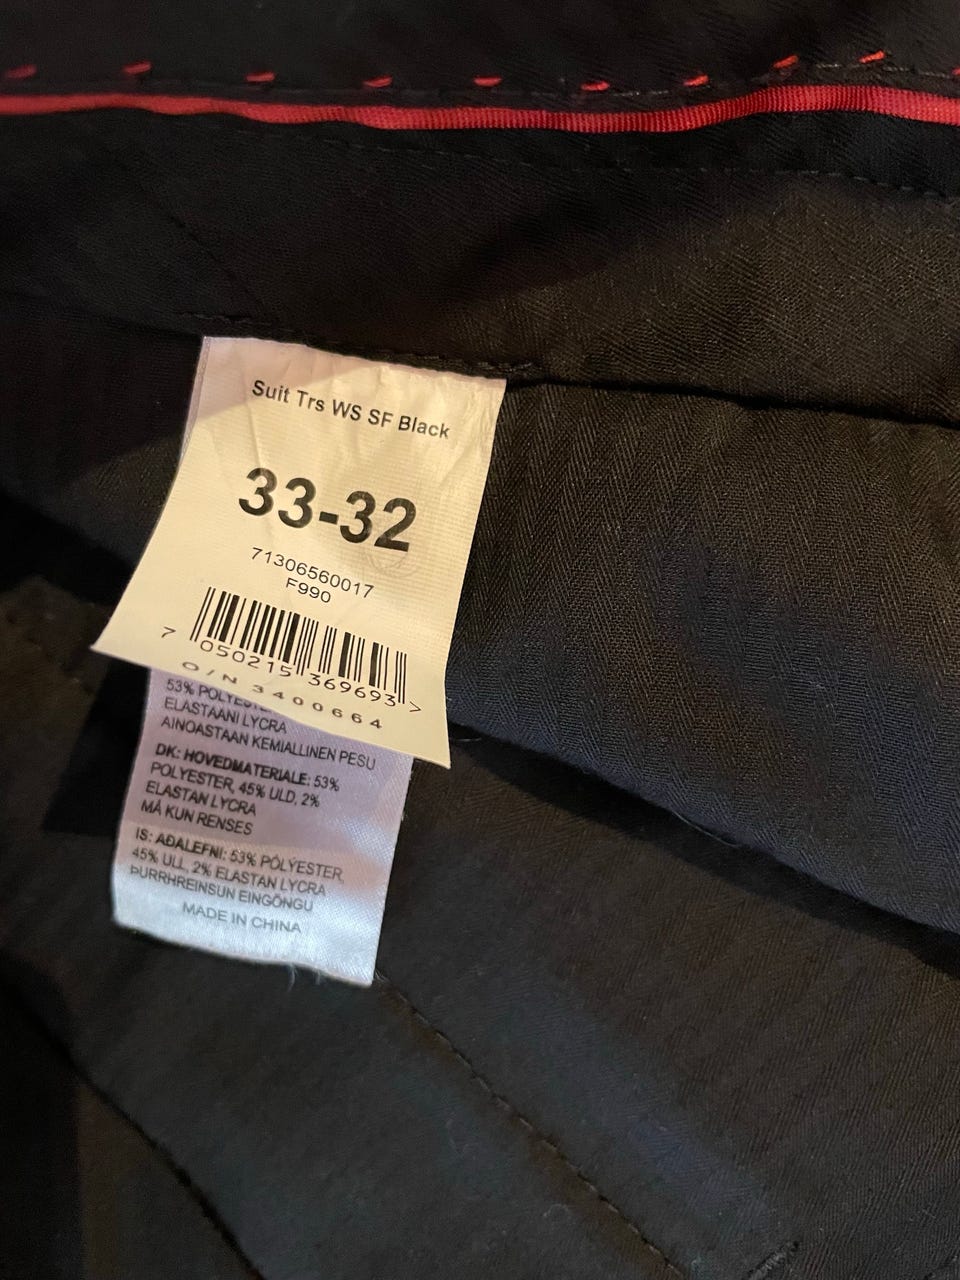 Suit Trs WS SF Black
33-32
71306560017
F990
7 050215 369693 >
O/N 3400664
53%
ELASTAANI LYCRA
AINOASTAAN KEMIALLINEN PESU
DK: HOVEDMATERIALE: 53%
POLYESTER, 45% ULD, 2%
ELASTAN LYCRA
MÅ KUN RENSES
IS: AÐALEFNI: 53% PÓLÝESTER,
45% ULL, 2% ELASTAN LYCRA
ÞURRHREINSUN EINGÖNGU
MADE IN CHINA